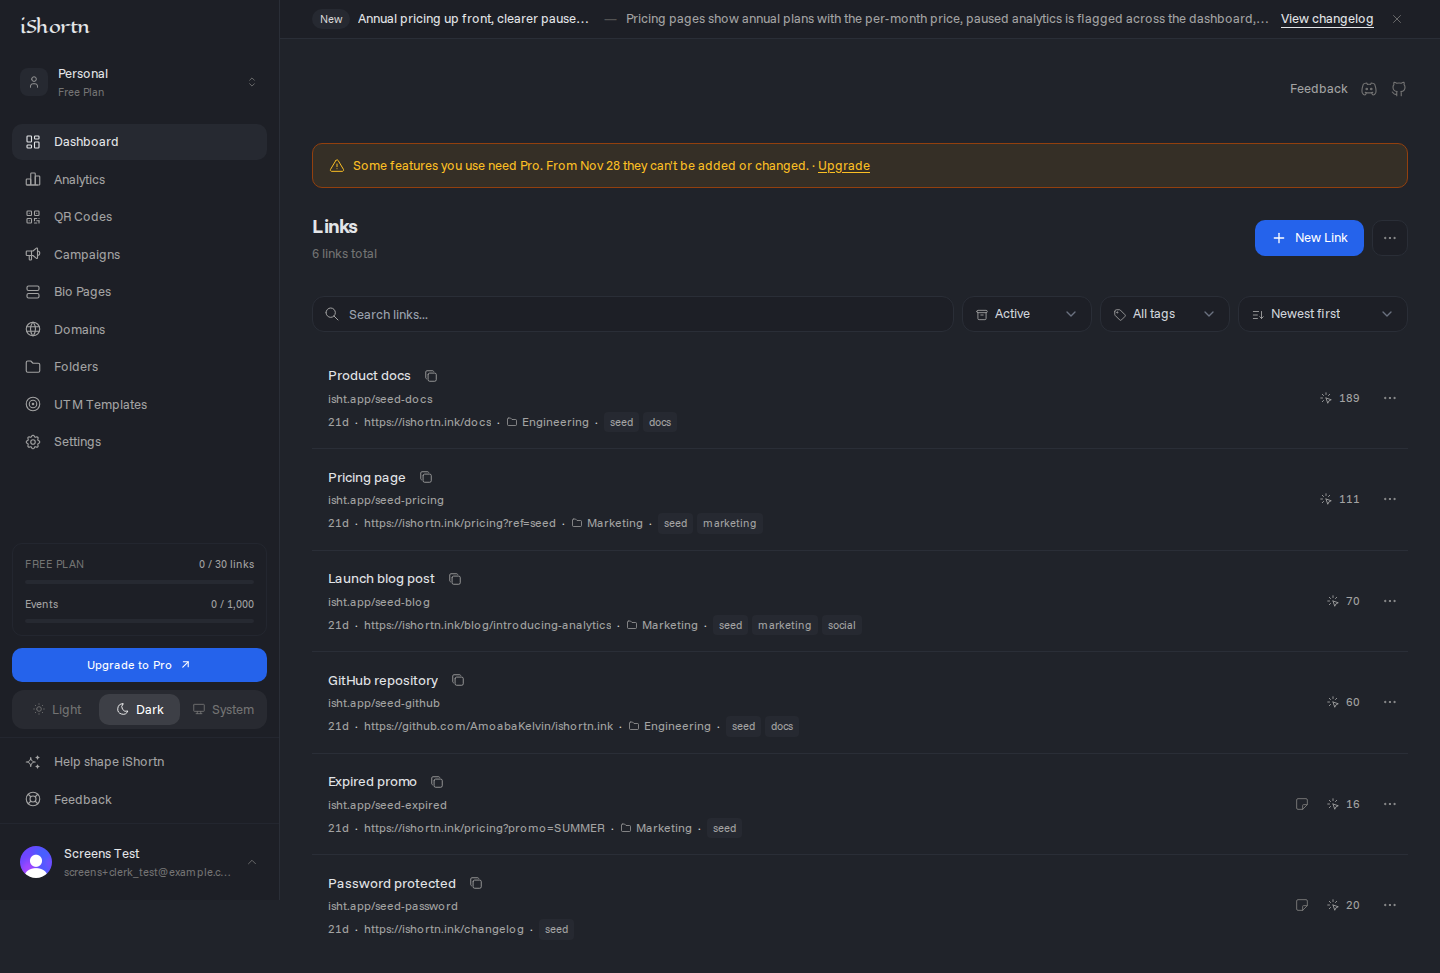 iShortn
Personal
Free Plan
Dashboard
Analytics
QR Codes
Campaigns
Bio Pages
Domains
Folders
UTM Templates
Settings
FREE PLAN 0 / 30 links
Events 0 / 1,000
Upgrade to Pro
Light Dark System
Help shape iShortn
Feedback
Screens Test
screens+clerk_test@example.c...
New Annual pricing up front, clearer pause... — Pricing pages show annual plans with the per-month price, paused analytics is flagged across the dashboard,... View changelog
Feedback
Some features you use need Pro. From Nov 28 they can't be added or changed. · Upgrade
Links
6 links total
New Link
Search links...
Active
All tags
Newest first
Product docs
isht.app/seed-docs
21d · https://ishortn.ink/docs · Engineering · seed docs
189
Pricing page
isht.app/seed-pricing
21d · https://ishortn.ink/pricing?ref=seed · Marketing · seed marketing
111
Launch blog post
isht.app/seed-blog
21d · https://ishortn.ink/blog/introducing-analytics · Marketing · seed marketing social
70
GitHub repository
isht.app/seed-github
21d · https://github.com/AmoabaKelvin/ishortn.ink · Engineering · seed docs
60
Expired promo
isht.app/seed-expired
21d · https://ishortn.ink/pricing?promo=SUMMER · Marketing · seed
16
Password protected
isht.app/seed-password
21d · https://ishortn.ink/changelog · seed
20